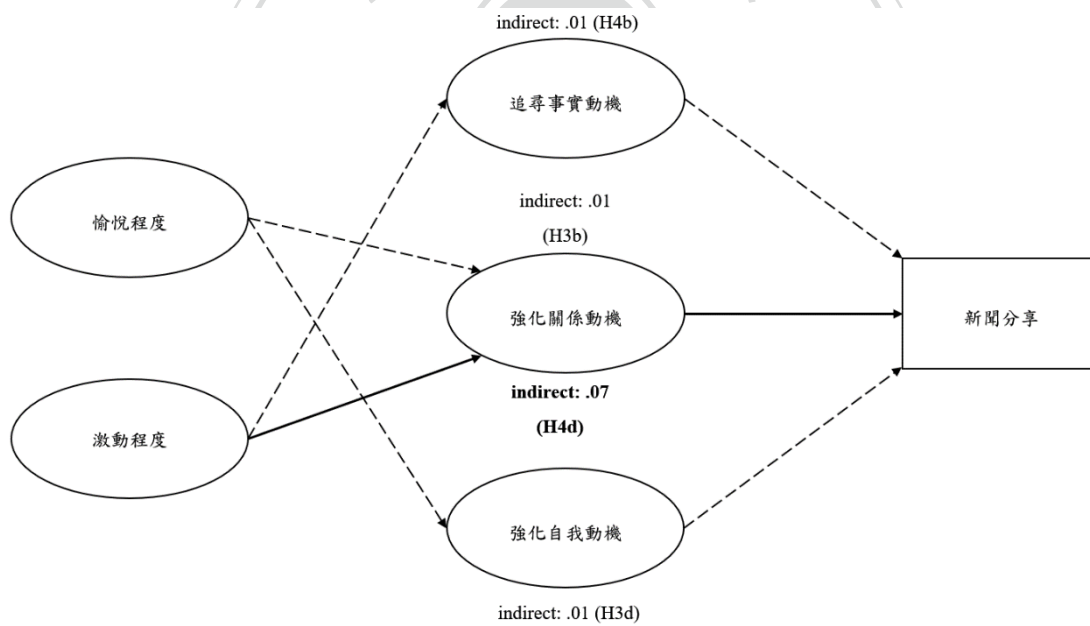 indirect: .01 (H4b)
追尋事實動機
indirect: .01
(H3b)
愉悅程度
強化關係動機
新聞分享
indirect: .07
(H4d)
激動程度
強化自我動機
indirect: .01 (H3d)